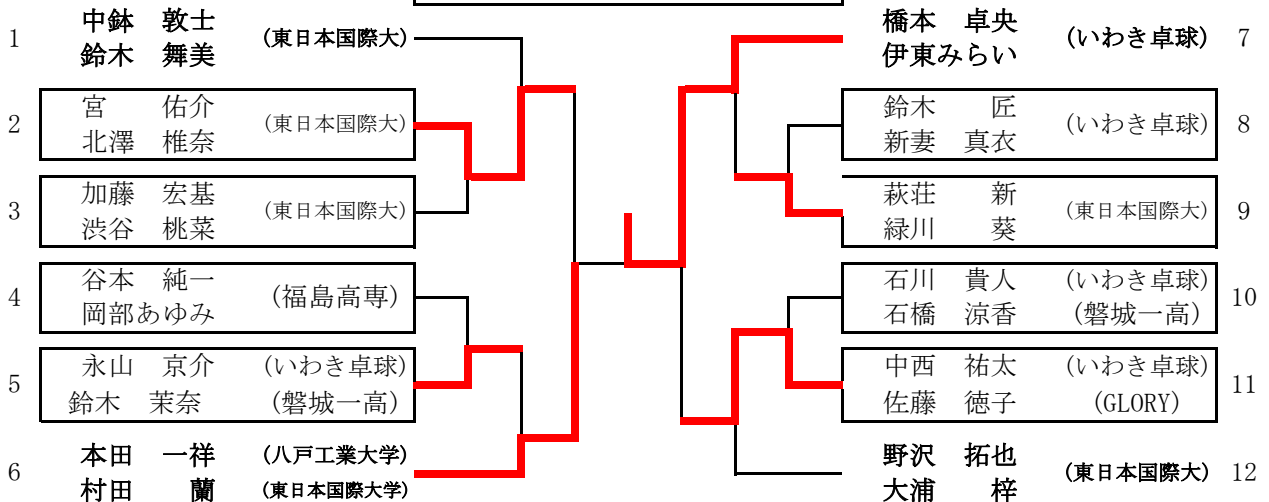 1 中鉢 敦士 (東日本国際大)
鈴木 舞美
2 宮 佑介 (東日本国際大)
北澤 椎奈
3 加藤 宏基 (東日本国際大)
渋谷 桃菜
4 谷本 純一 (福島高専)
岡部あゆみ
5 永山 京介 (いわき卓球)
鈴木 茉奈 (磐城一高)
6 本田 一祥 (八戸工業大学)
村田 蘭 (東日本国際大学)
橋本 卓央 (いわき卓球) 7
伊東みらい
鈴木 匠 (いわき卓球) 8
新妻 真衣
萩荘 新 (東日本国際大) 9
緑川 葵
石川 貴人 (いわき卓球) 10
石橋 涼香 (磐城一高)
中西 祐太 (いわき卓球) 11
佐藤 徳子 (GLORY)
野沢 拓也 (東日本国際大) 12
大浦 梓